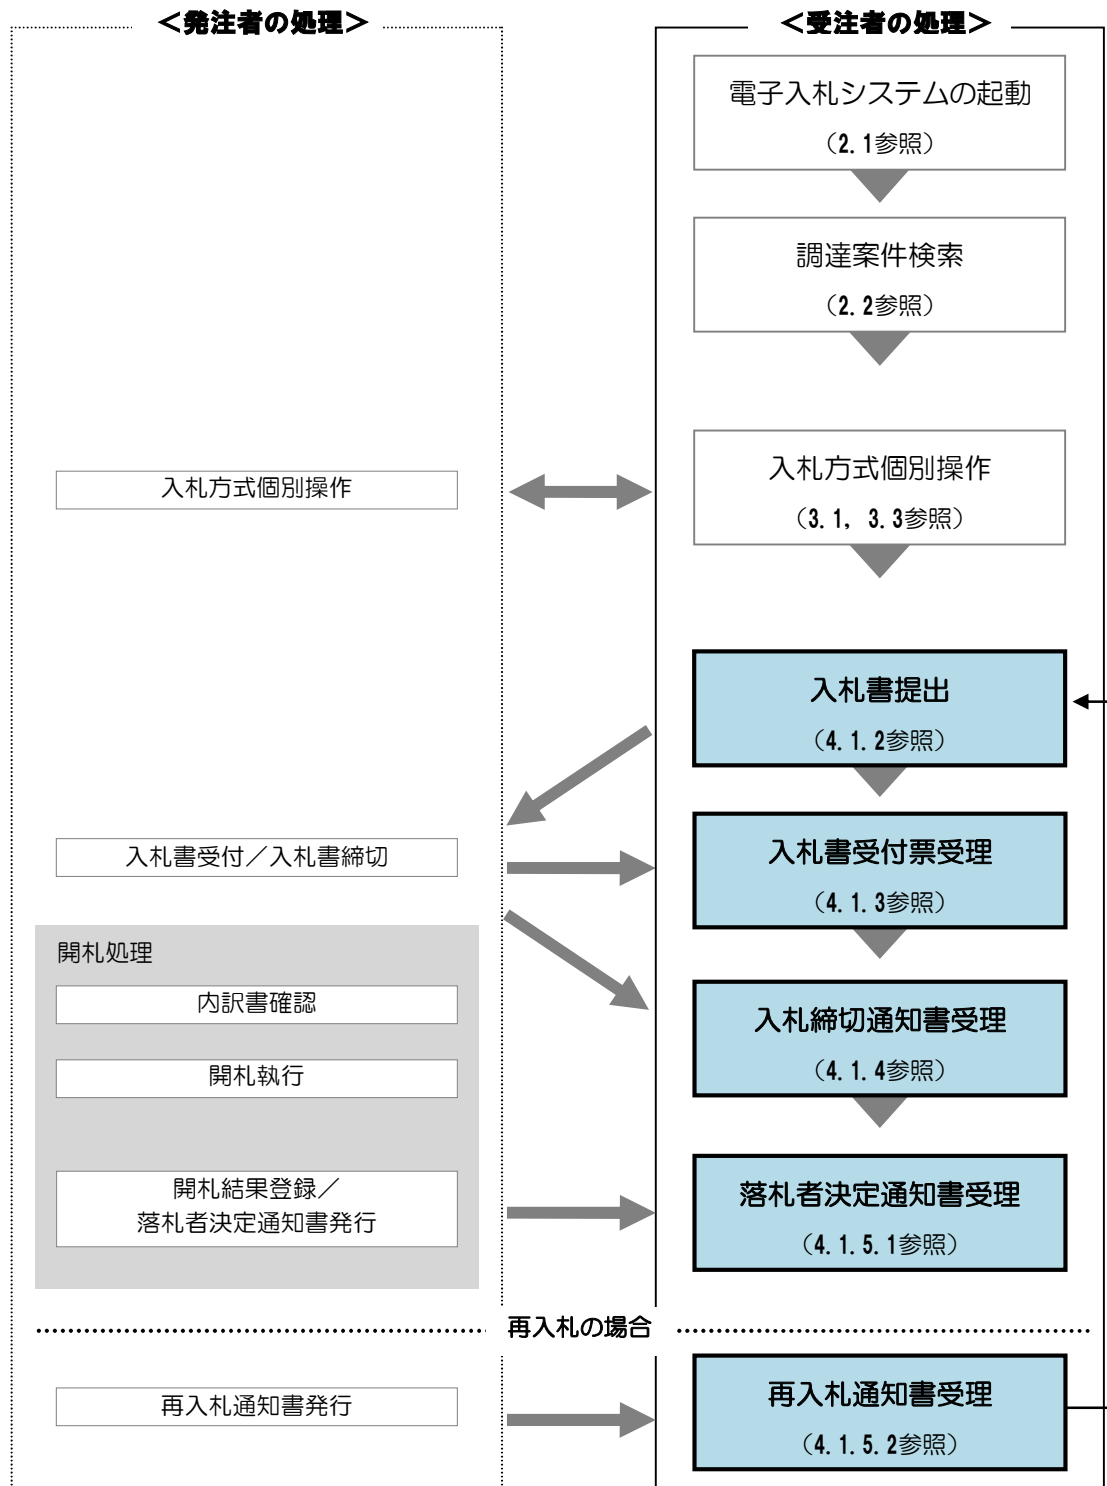 ＜発注者の処理＞
＜受注者の処理＞
電子入札システムの起動
（2.1参照）
調達案件検索
（2.2参照）
入札方式個別操作
入札方式個別操作
（3.1，3.3参照）
入札書提出
（4.1.2参照）
入札書受付／入札書締切
入札書受付票受理
（4.1.3参照）
開札処理
内訳書確認
入札締切通知書受理
（4.1.4参照）
開札執行
開札結果登録／
落札者決定通知書発行
落札者決定通知書受理
（4.1.5.1参照）
再入札の場合
再入札通知書発行
再入札通知書受理
（4.1.5.2参照）